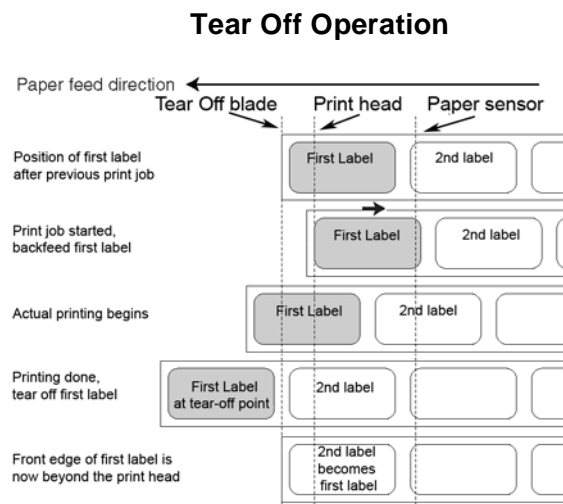 Tear Off Operation
Paper feed direction
Tear Off blade Print head Paper sensor
Position of first label
after previous print job
First Label 2nd label
Print job started,
backfeed first label
First Label 2nd label
Actual printing begins
First Label 2nd label
Printing done,
tear off first label
First Label
at tear-off point
2nd label
Front edge of first label is
now beyond the print head
2nd label
becomes
first label